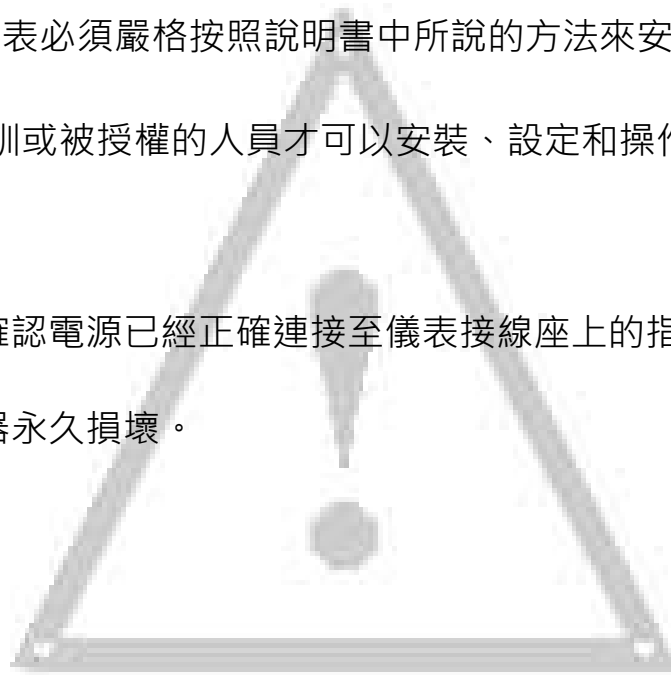 表必須嚴格按照說明書中所說的方法來安
訓或被授權的人員才可以安裝、設定和操作
確認電源已經正確連接至儀表接線座上的指
器永久損壞。